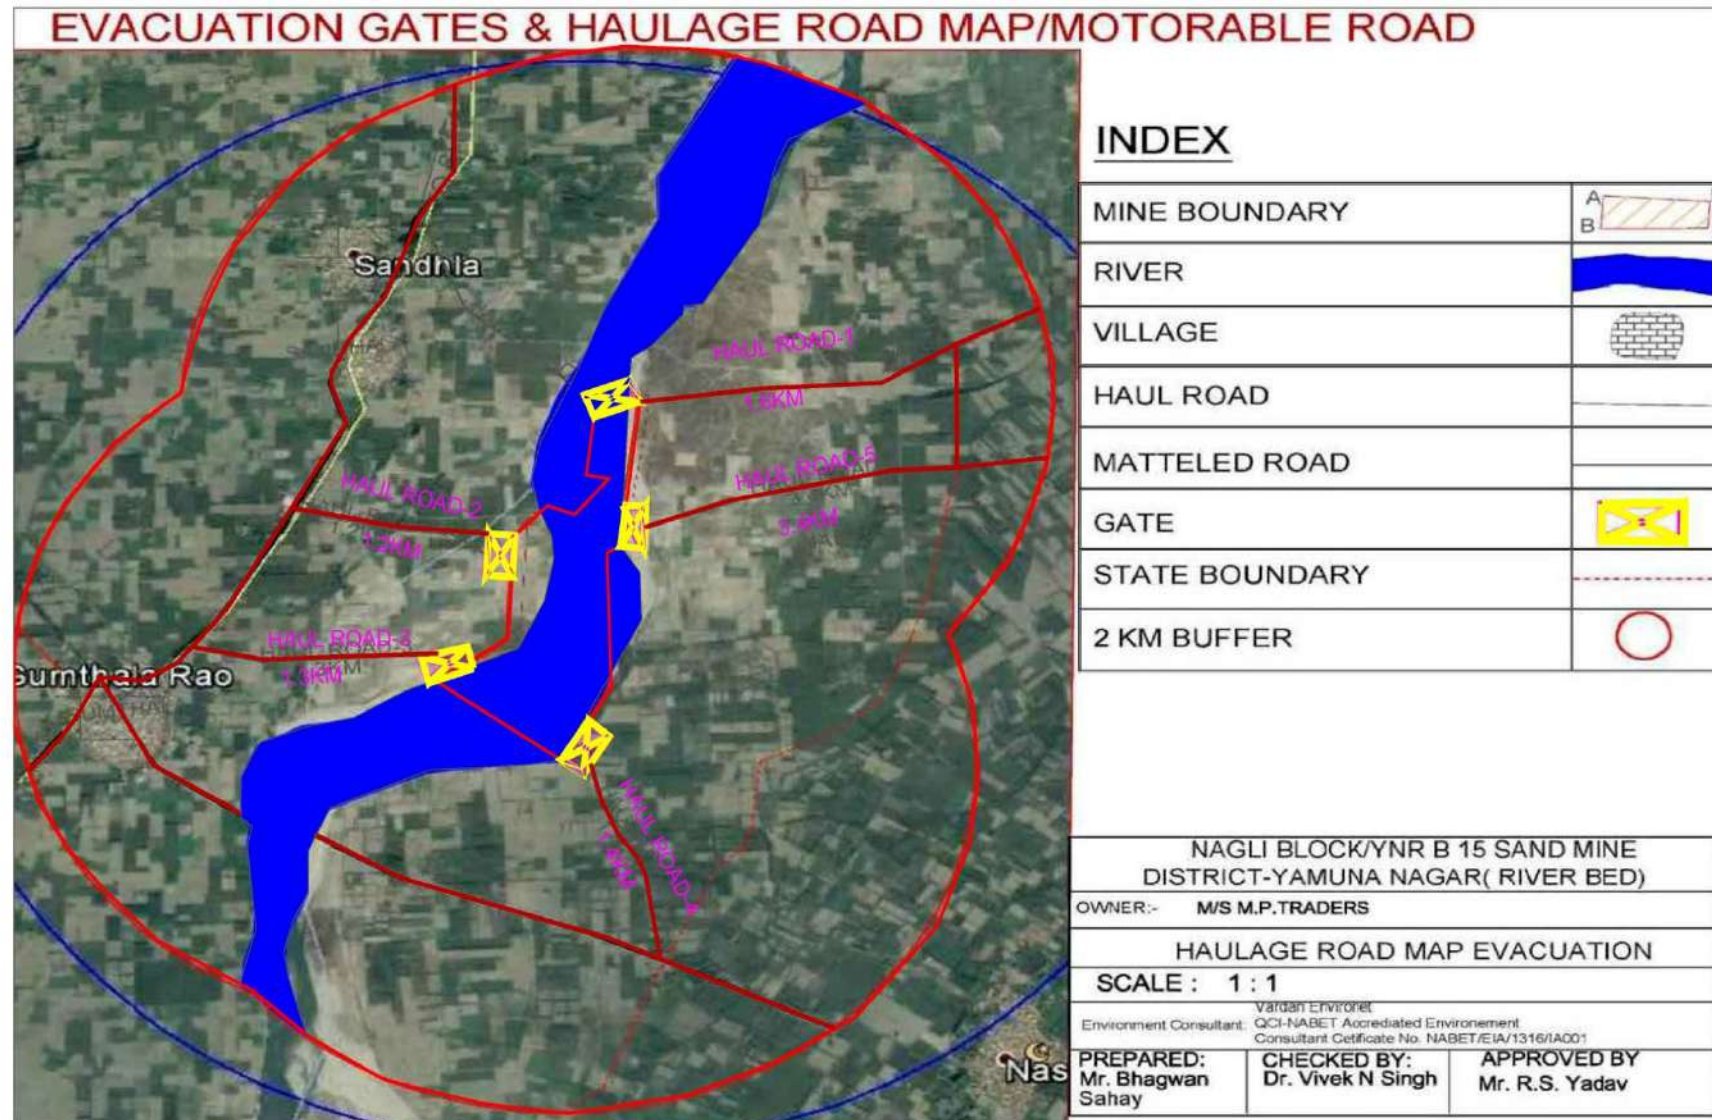 EVACUATION GATES & HAULAGE ROAD MAP/MOTORABLE ROAD
Sandhla
HAUL ROAD-1
1.6KM
HAUL ROAD-5
3.4KM
HAUL ROAD-2
1.2KM
HAUL ROAD-3
1.3KM
Gumthala Rao
HAUL ROAD-4
1.4KM
Nas
INDEX
MINE BOUNDARY
A
B
RIVER
VILLAGE
HAUL ROAD
MATTELED ROAD
GATE
STATE BOUNDARY
2 KM BUFFER
NAGLI BLOCK/YNR B 15 SAND MINE
DISTRICT-YAMUNA NAGAR( RIVER BED)
OWNER:- M/S M.P.TRADERS
HAULAGE ROAD MAP EVACUATION
SCALE : 1 : 1
Vardan Environet
Environment Consultant: QCI-NABET Accrediated Environement
Consultant Cetificate No. NABET/EIA/1316/IA001
PREPARED: CHECKED BY: APPROVED BY
Mr. Bhagwan Dr. Vivek N Singh Mr. R.S. Yadav
Sahay